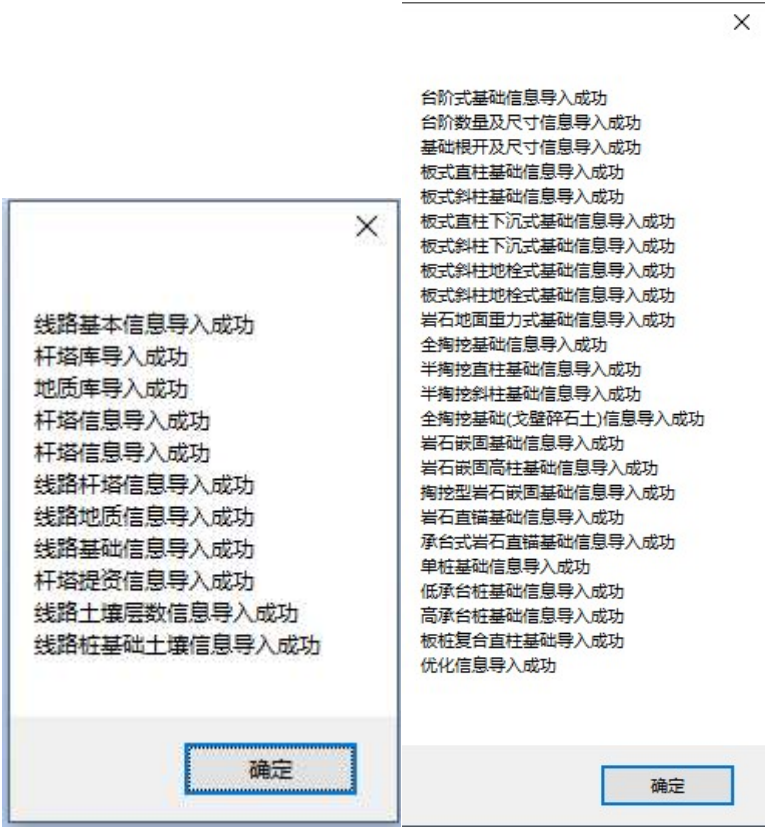 线路基本信息导入成功
杆塔库导入成功
地质库导入成功
杆塔信息导入成功
杆塔信息导入成功
线路杆塔信息导入成功
线路地质信息导入成功
线路基础信息导入成功
杆塔提资信息导入成功
线路土壤层数信息导入成功
线路桩基础土壤信息导入成功
确定
台阶式基础信息导入成功
台阶数量及尺寸信息导入成功
基础根开及尺寸信息导入成功
板式直柱基础信息导入成功
板式斜柱基础信息导入成功
板式直柱下沉式基础信息导入成功
板式斜柱下沉式基础信息导入成功
板式斜柱地栓式基础信息导入成功
板式斜柱地栓式基础信息导入成功
岩石地面重力式基础信息导入成功
全掏挖基础信息导入成功
半掏挖直柱基础信息导入成功
半掏挖斜柱基础信息导入成功
全掏挖基础(戈壁碎石土)信息导入成功
岩石嵌固基础信息导入成功
岩石嵌固高柱基础信息导入成功
掏挖型岩石嵌固基础信息导入成功
岩石直锚基础信息导入成功
承台式岩石直锚基础信息导入成功
单桩基础信息导入成功
低承台桩基础信息导入成功
高承台桩基础信息导入成功
板桩复合直柱基础导入成功
优化信息导入成功
确定